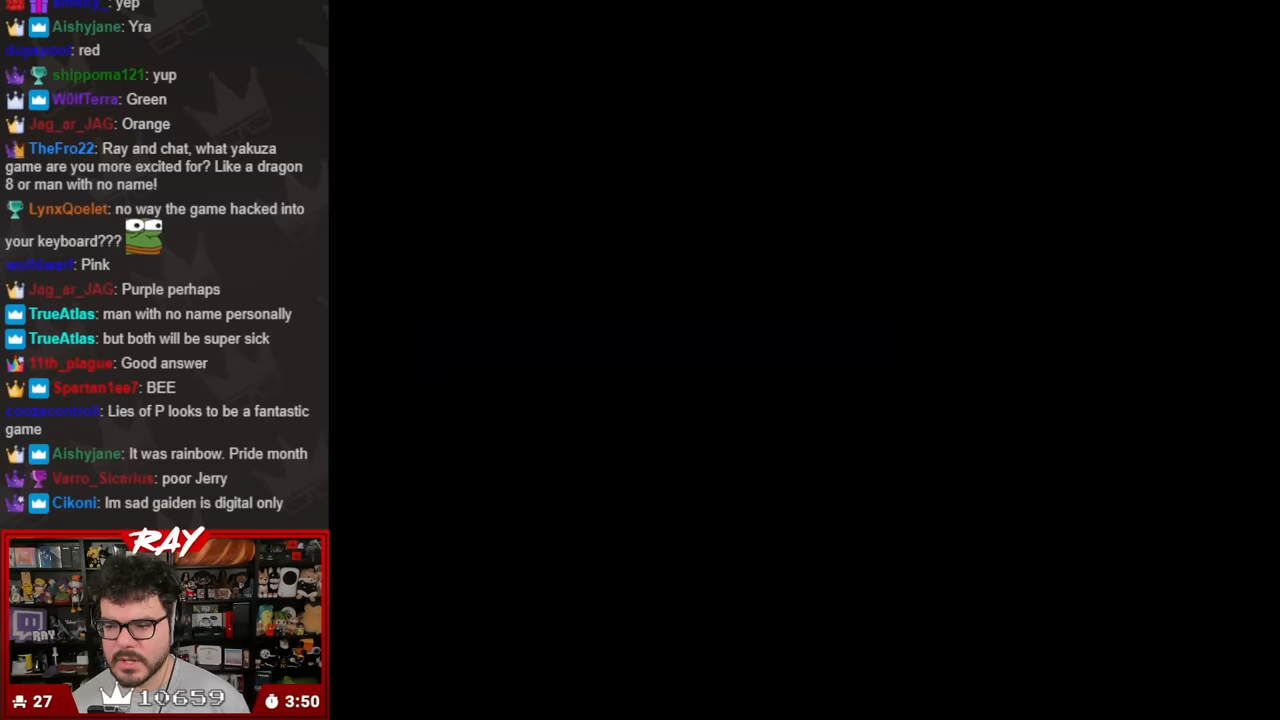 : yep
Aishyjane: Yra
dupspool: red
shippoma121: yup
W0lfTerra: Green
Jag_ar_JAG: Orange
TheFro22: Ray and chat, what yakuza
game are you more excited for? Like a dragon
8 or man with no name!
LynxQoelet: no way the game hacked into
your keyboard???
: Pink
Jag_ar_JAG: Purple perhaps
TrueAtlas: man with no name personally
TrueAtlas: but both will be super sick
11th_plague: Good answer
Spartan1ee7: BEE
: Lies of P looks to be a fantastic
game
Aishyjane: It was rainbow. Pride month
Varro_Sicarius: poor Jerry
Cikoni: Im sad gaiden is digital only
RAY
RAY
27
10659
3:50